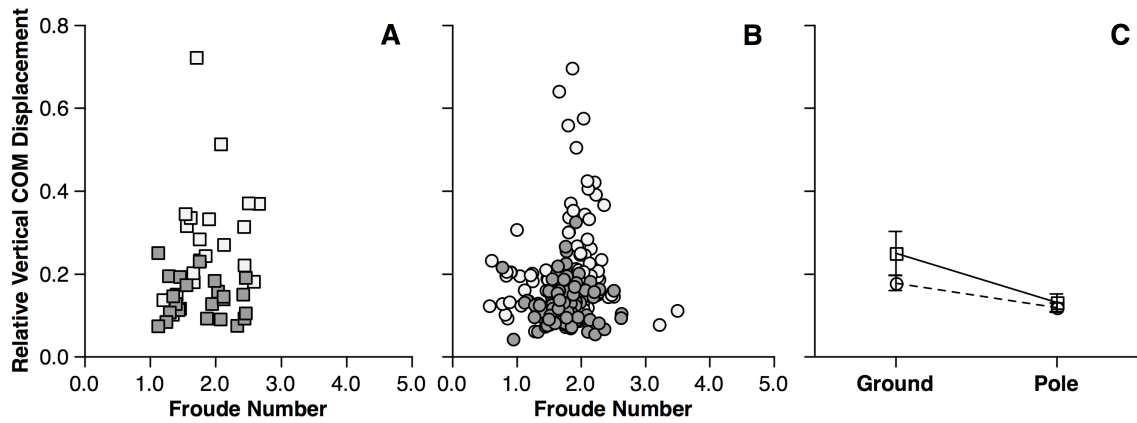 Relative Vertical COM Displacement
0.8
0.6
0.4
0.2
0.0
A
0.0 1.0 2.0 3.0 4.0 5.0
Froude Number
B
0.0 1.0 2.0 3.0 4.0 5.0
Froude Number
C
Ground Pole